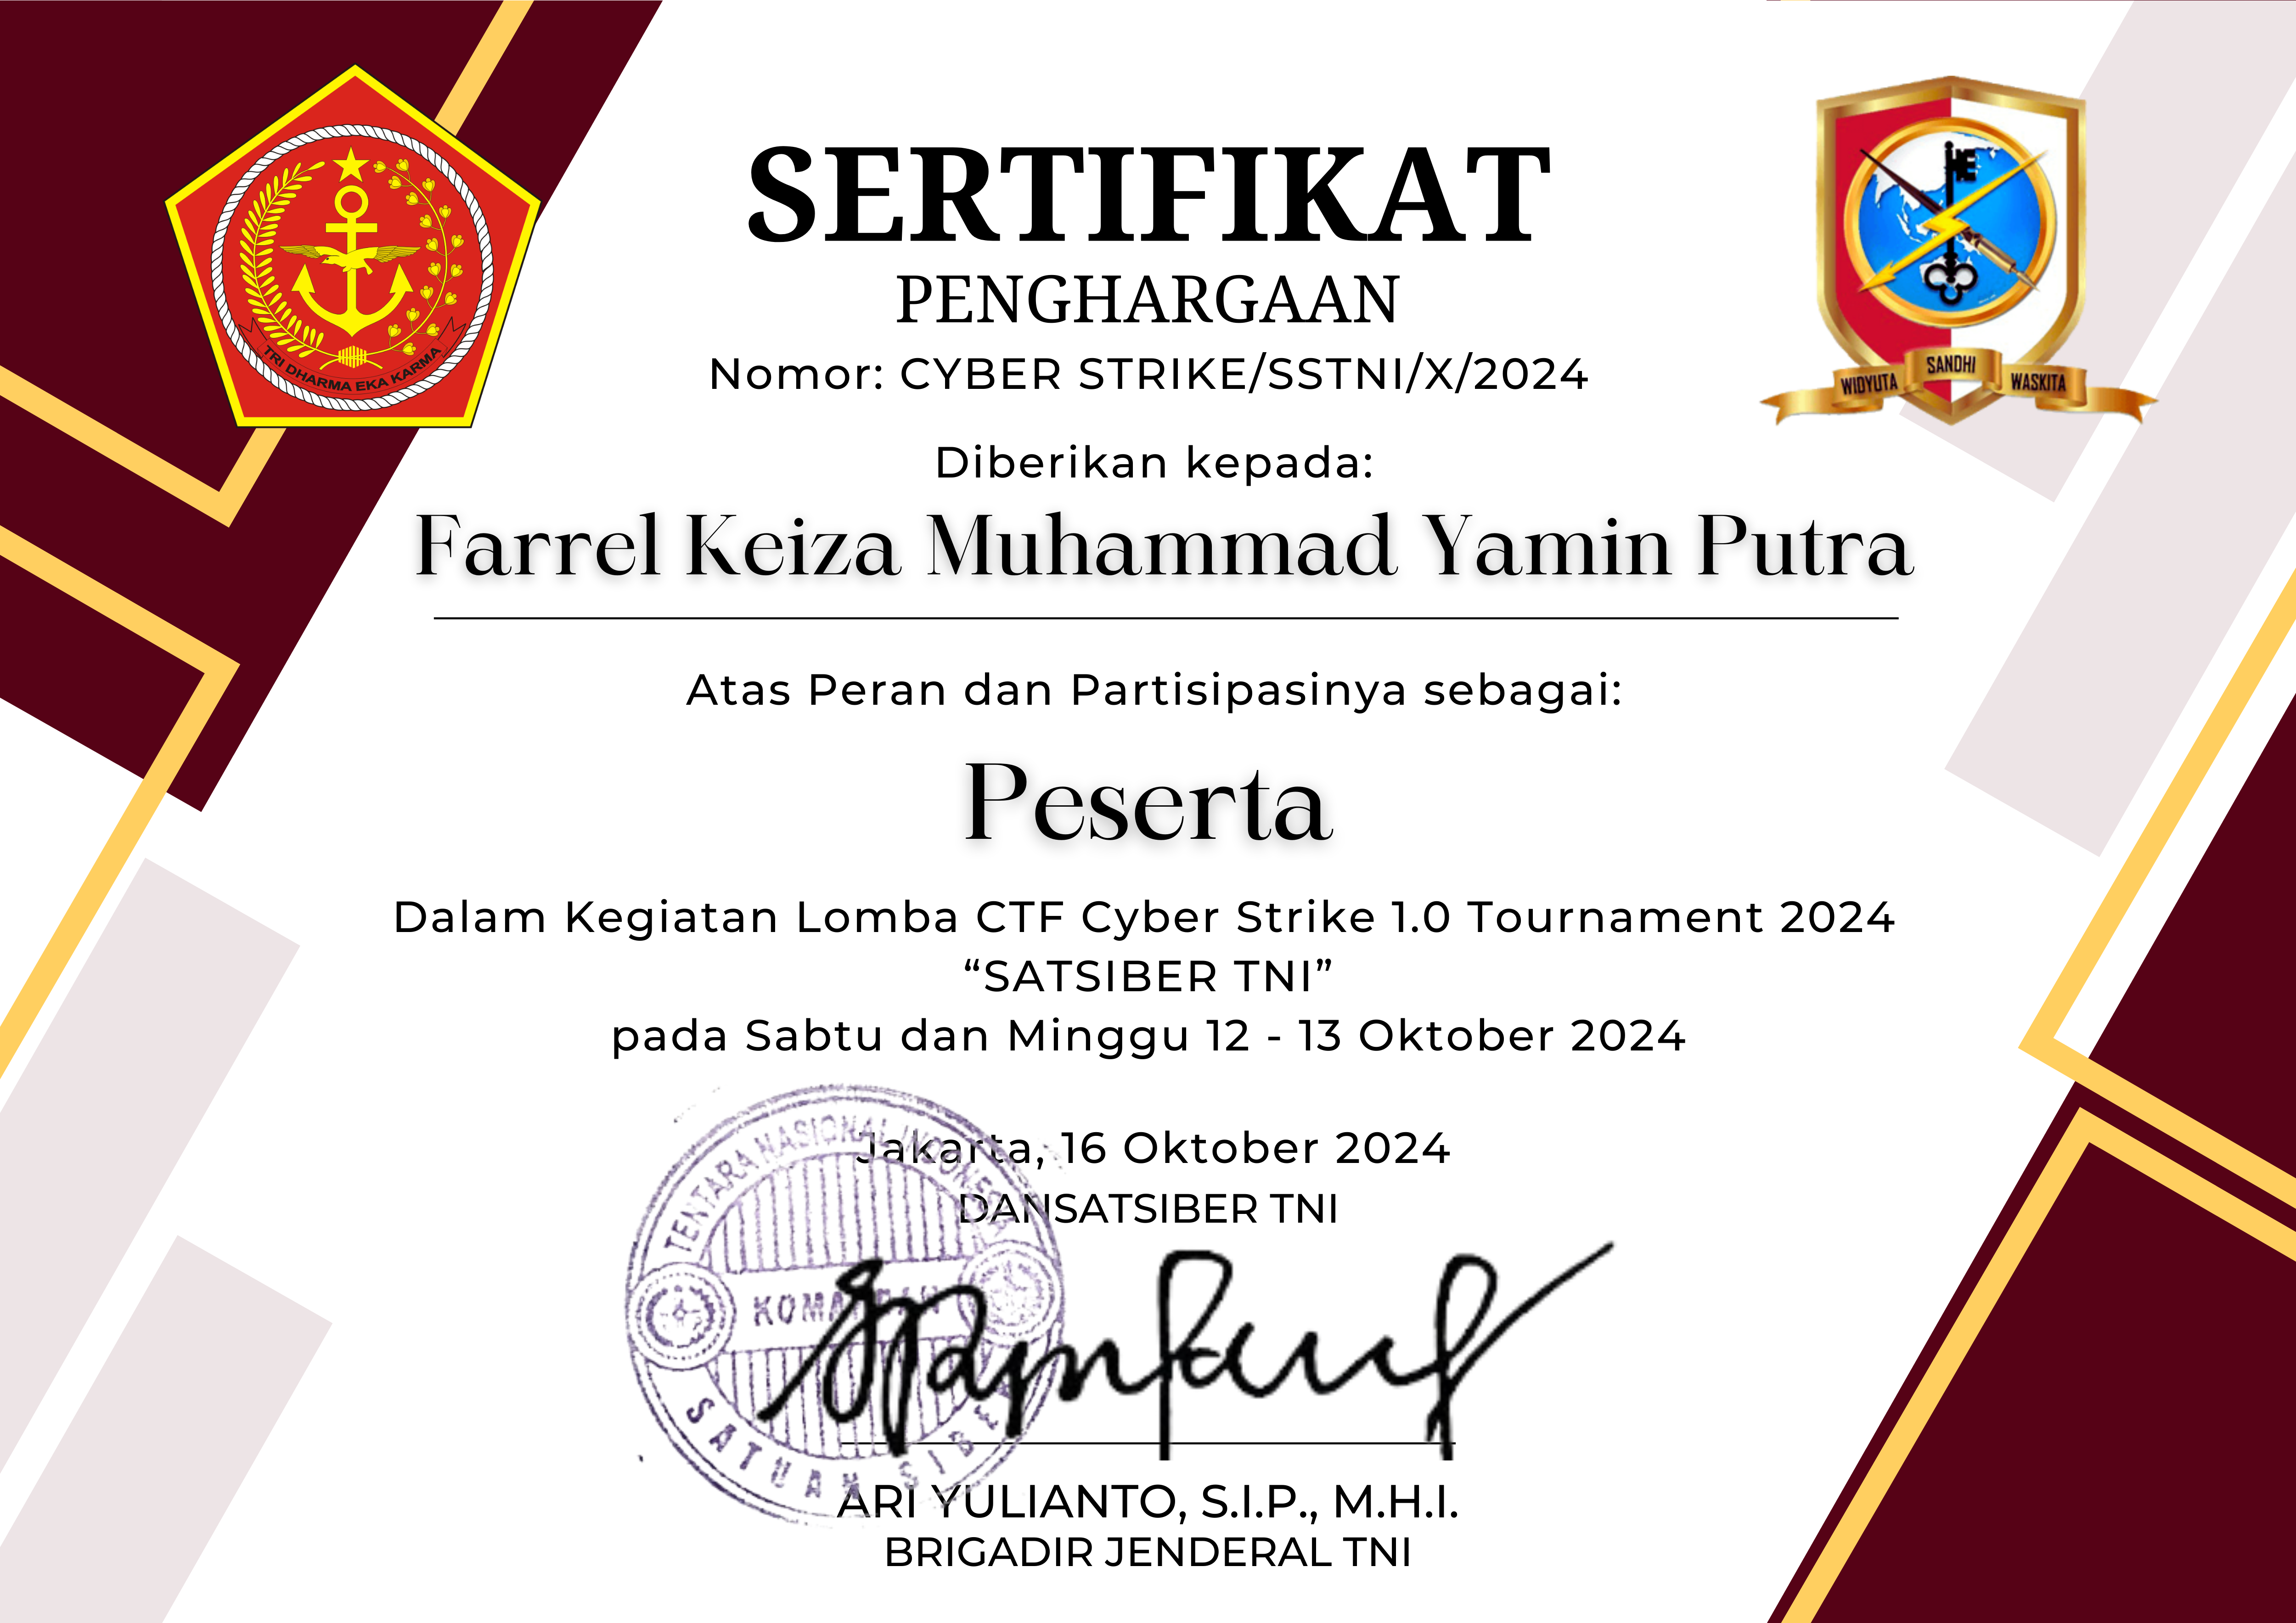 TRI DHARMA EKA KARMA
WIDYUTA SANDHI WASKITA
SERTIFIKAT
PENGHARGAAN
Nomor: CYBER STRIKE/SSTNI/X/2024
Diberikan kepada:
Farrel Keiza Muhammad Yamin Putra
Atas Peran dan Partisipasinya sebagai:
Peserta
Dalam Kegiatan Lomba CTF Cyber Strike 1.0 Tournament 2024
“SATSIBER TNI”
pada Sabtu dan Minggu 12 - 13 Oktober 2024
Jakarta, 16 Oktober 2024
DANSATSIBER TNI
TENTARA NASIONAL INDONESIA
KOMANDAN
SATUAN SIBER
ARI YULIANTO, S.I.P., M.H.I.
BRIGADIR JENDERAL TNI